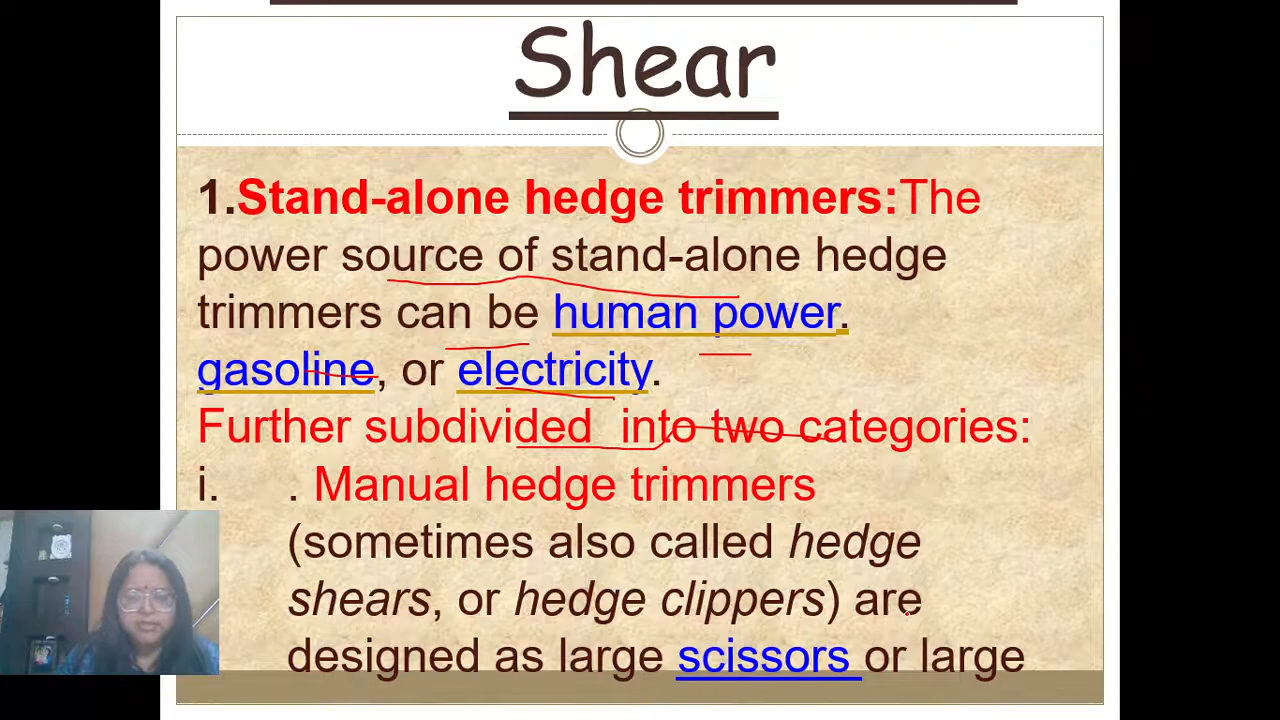 Shear
1.Stand-alone hedge trimmers:The
power source of stand-alone hedge
trimmers can be human power.
gasoline, or electricity.
Further subdivided into two categories:
i. . Manual hedge trimmers
(sometimes also called hedge
shears, or hedge clippers) are
designed as large scissors or large